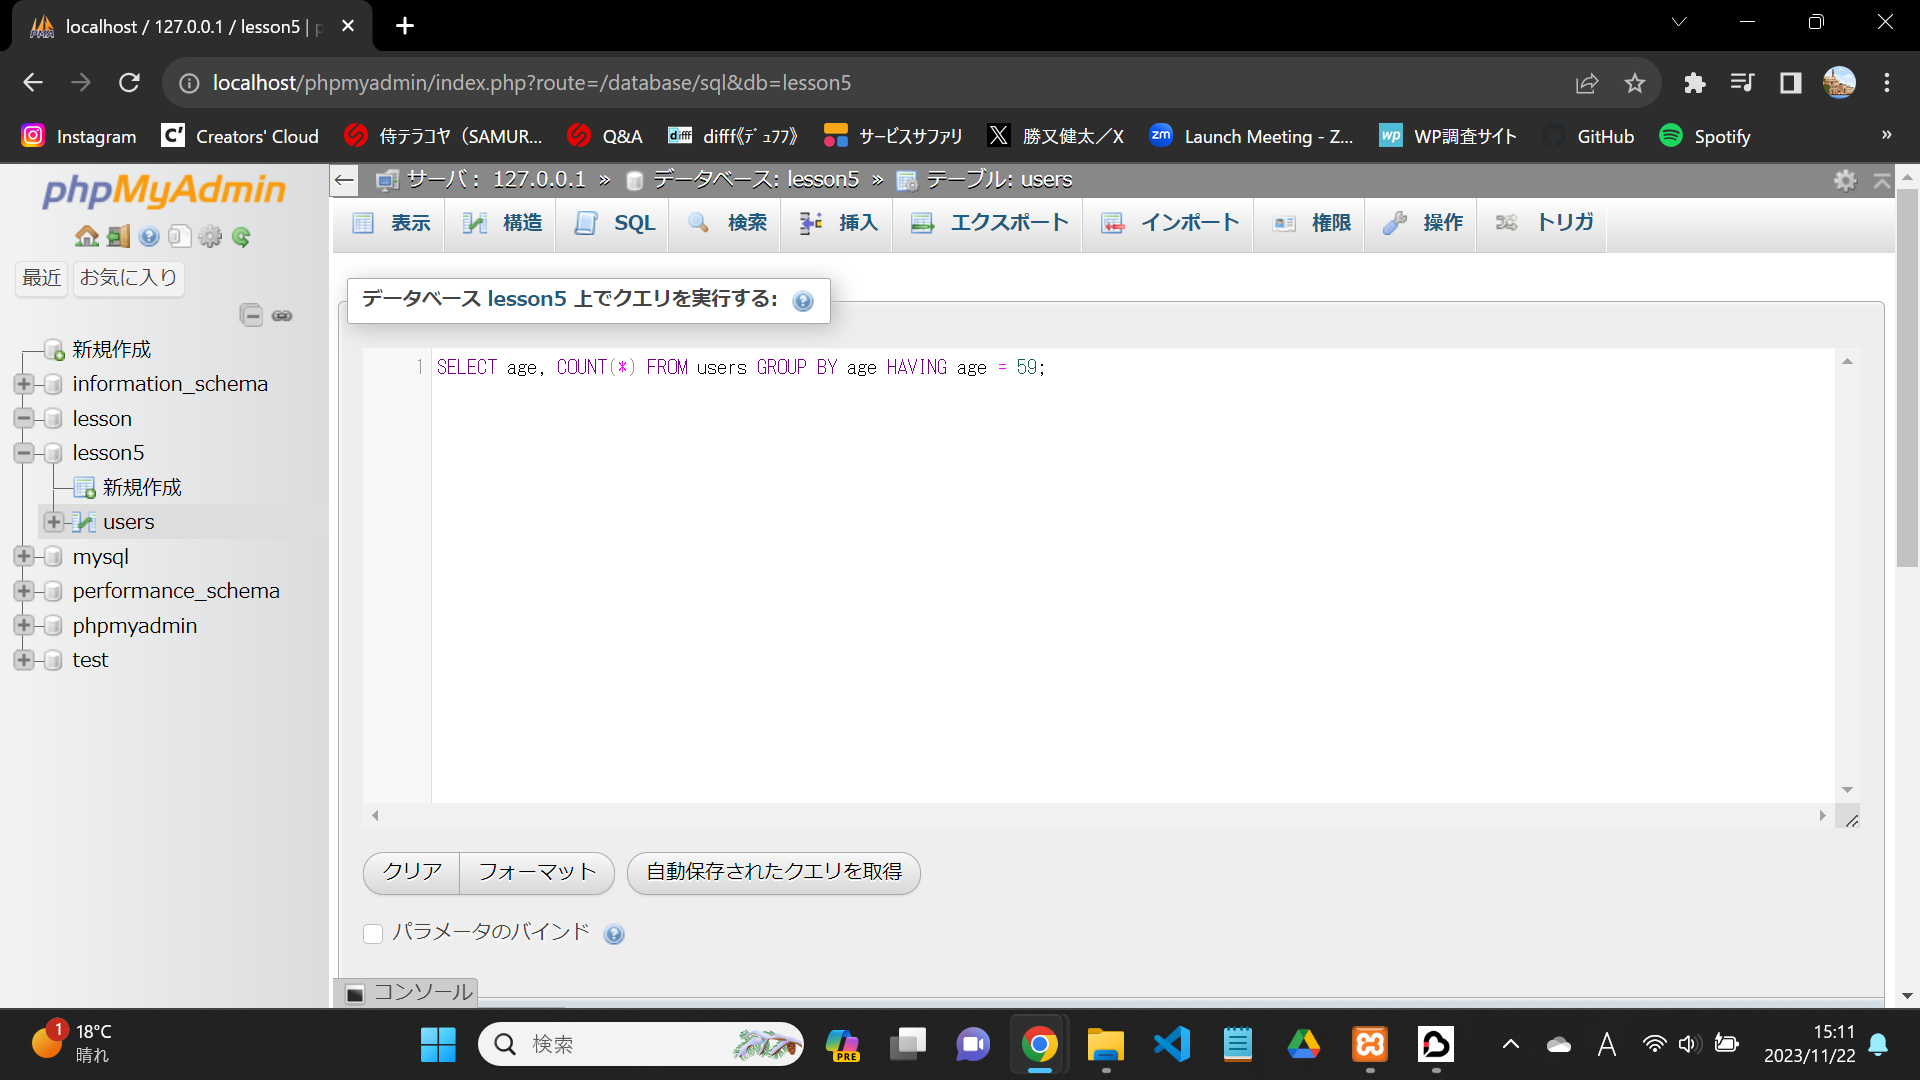 localhost / 127.0.0.1 / lesson5 | p
localhost/phpmyadmin/index.php?route=/database/sql&db=lesson5
Instagram
Creators' Cloud
侍テラコヤ（SAMUR...
Q&A
difff《ﾃﾞｭﾌﾌ》
サービスサファリ
勝又健太／X
Launch Meeting - Z...
WP調査サイト
GitHub
Spotify
»
phpMyAdmin
最近
お気に入り
新規作成
information_schema
lesson
lesson5
新規作成
users
mysql
performance_schema
phpmyadmin
test
サーバ： 127.0.0.1 » データベース: lesson5 » テーブル: users
表示 構造 SQL 検索 挿入 エクスポート インポート 権限 操作 トリガ
データベース lesson5 上でクエリを実行する:
1 SELECT age, COUNT(*) FROM users GROUP BY age HAVING age = 59;
クリア フォーマット 自動保存されたクエリを取得
パラメータのバインド
コンソール
1
18°C
晴れ
検索
PRE
A
15:11
2023/11/22